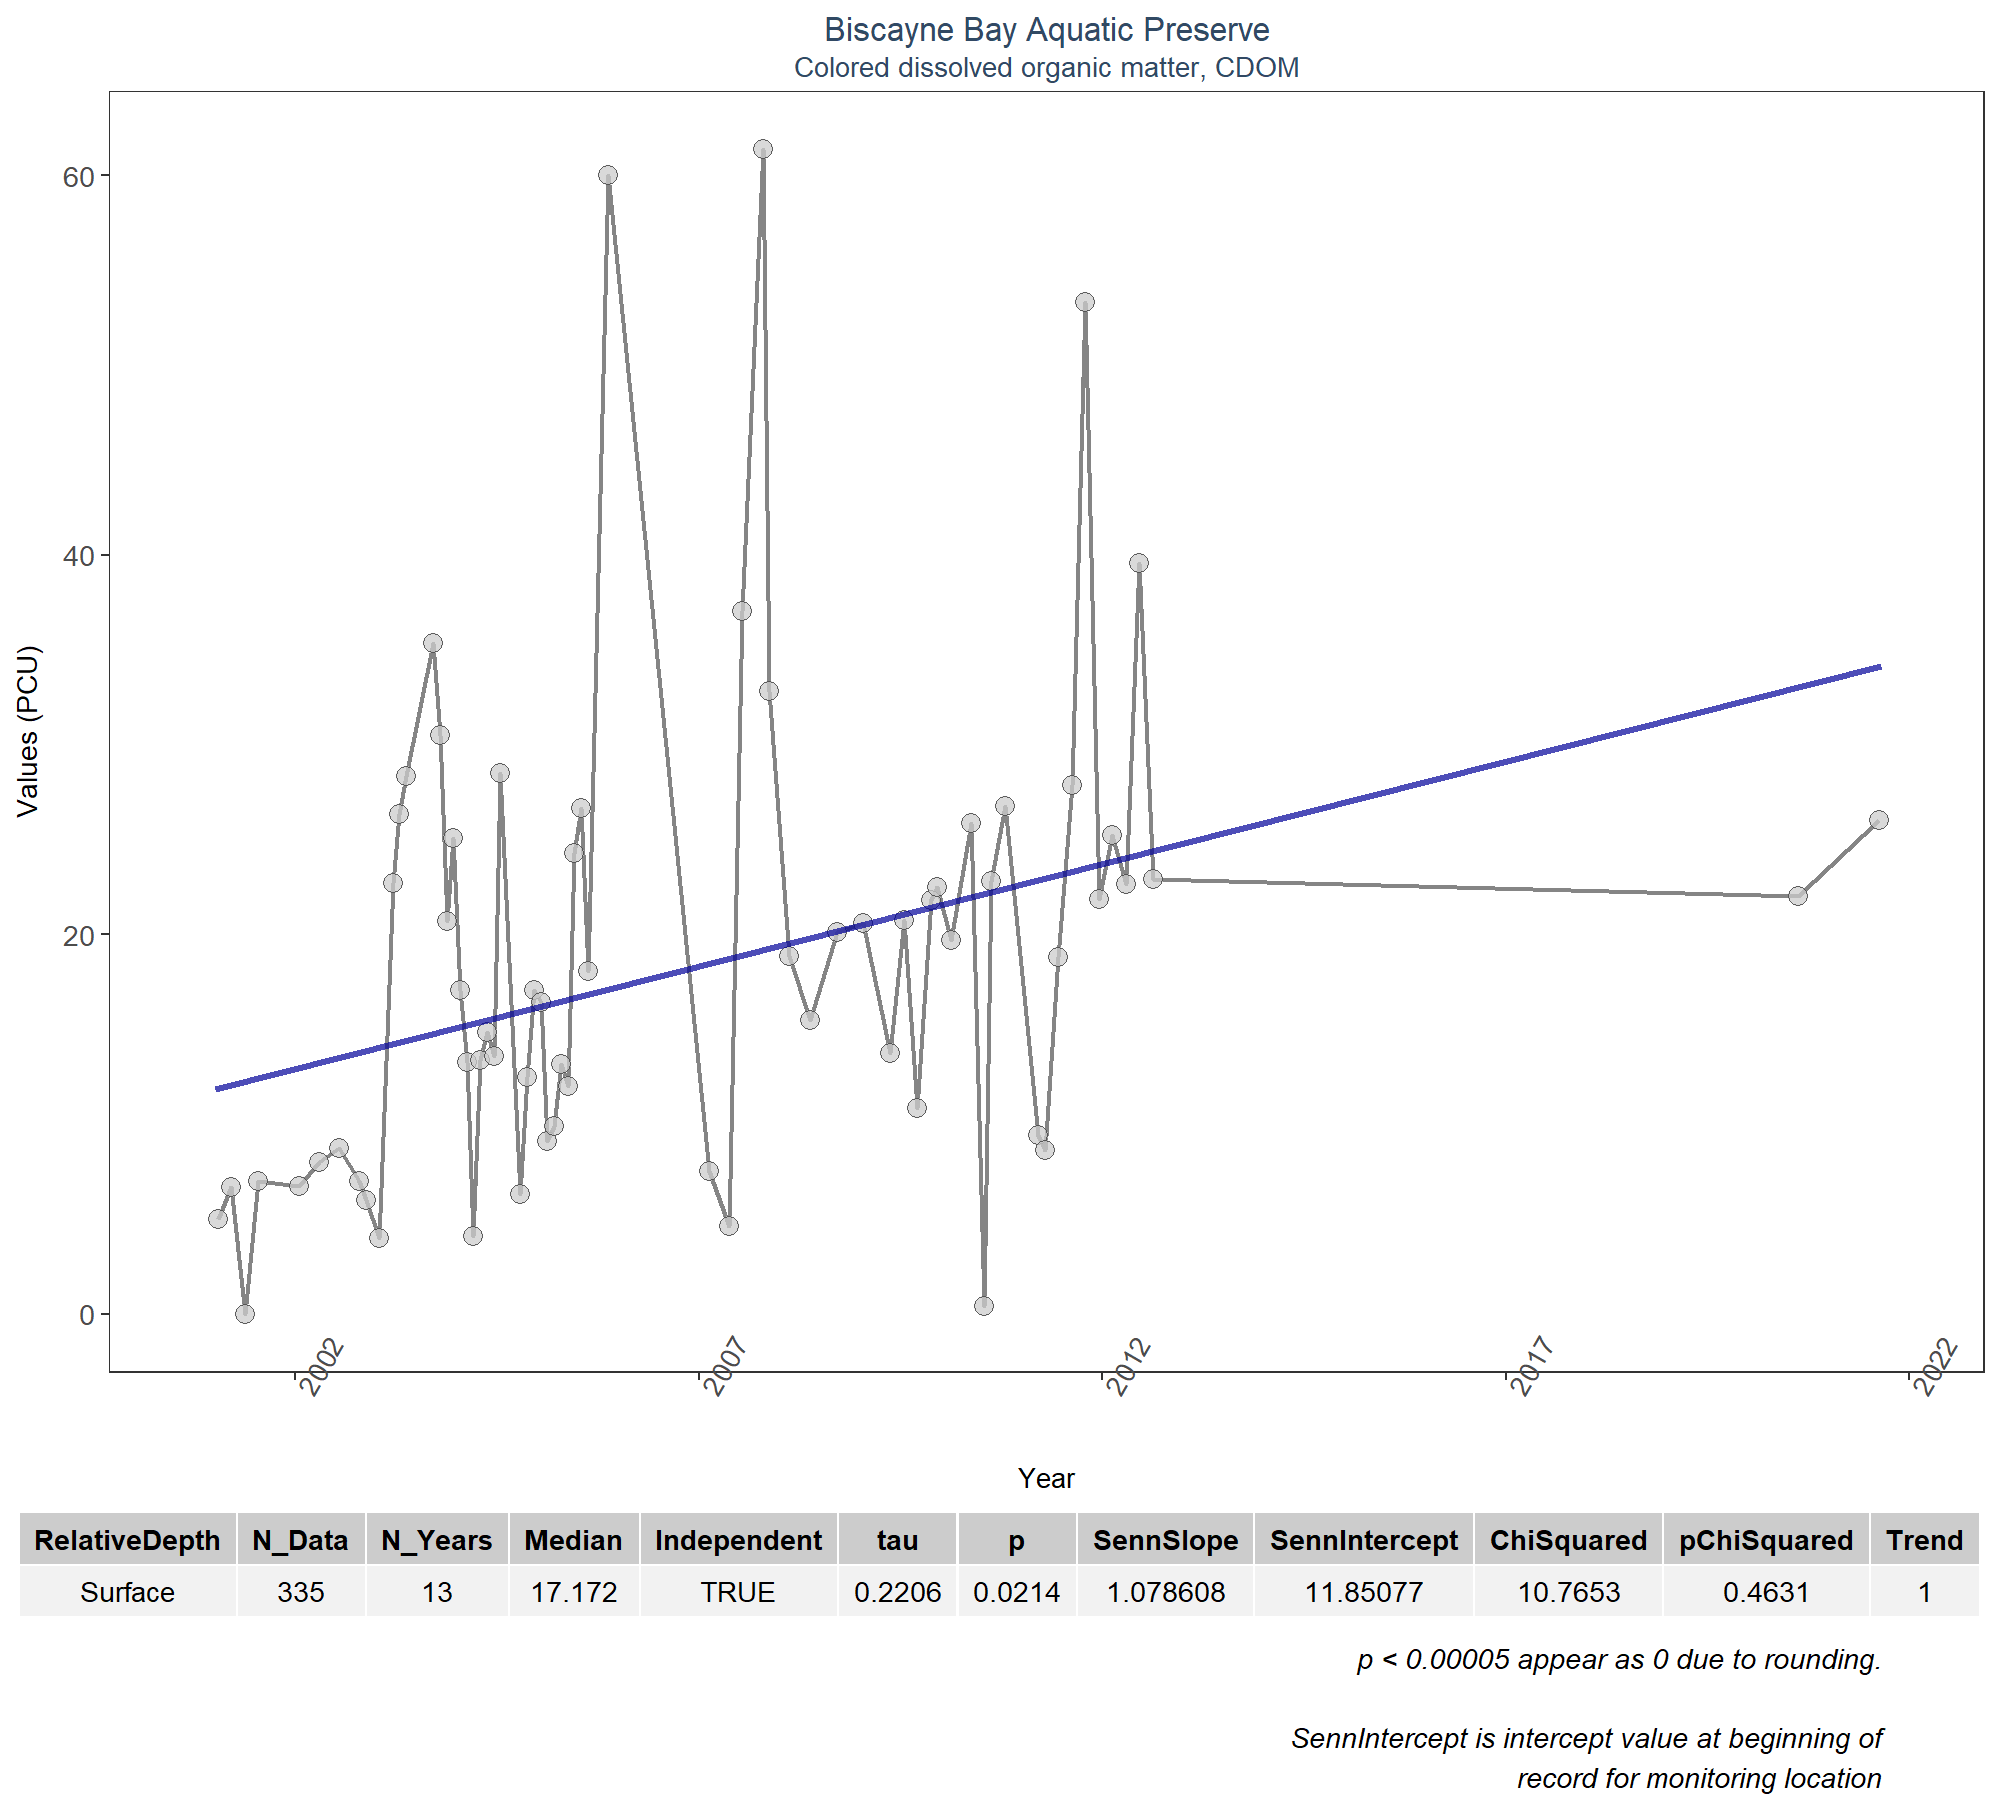 Biscayne Bay Aquatic Preserve
Colored dissolved organic matter, CDOM
60
40
20
0
Values (PCU)
2002
2007
2012
2017
2022
Year
RelativeDepth N_Data N_Years Median Independent tau p SennSlope SennIntercept ChiSquared pChiSquared Trend
Surface 335 13 17.172 TRUE 0.2206 0.0214 1.078608 11.85077 10.7653 0.4631 1
p < 0.00005 appear as 0 due to rounding.
SennIntercept is intercept value at beginning of
record for monitoring location